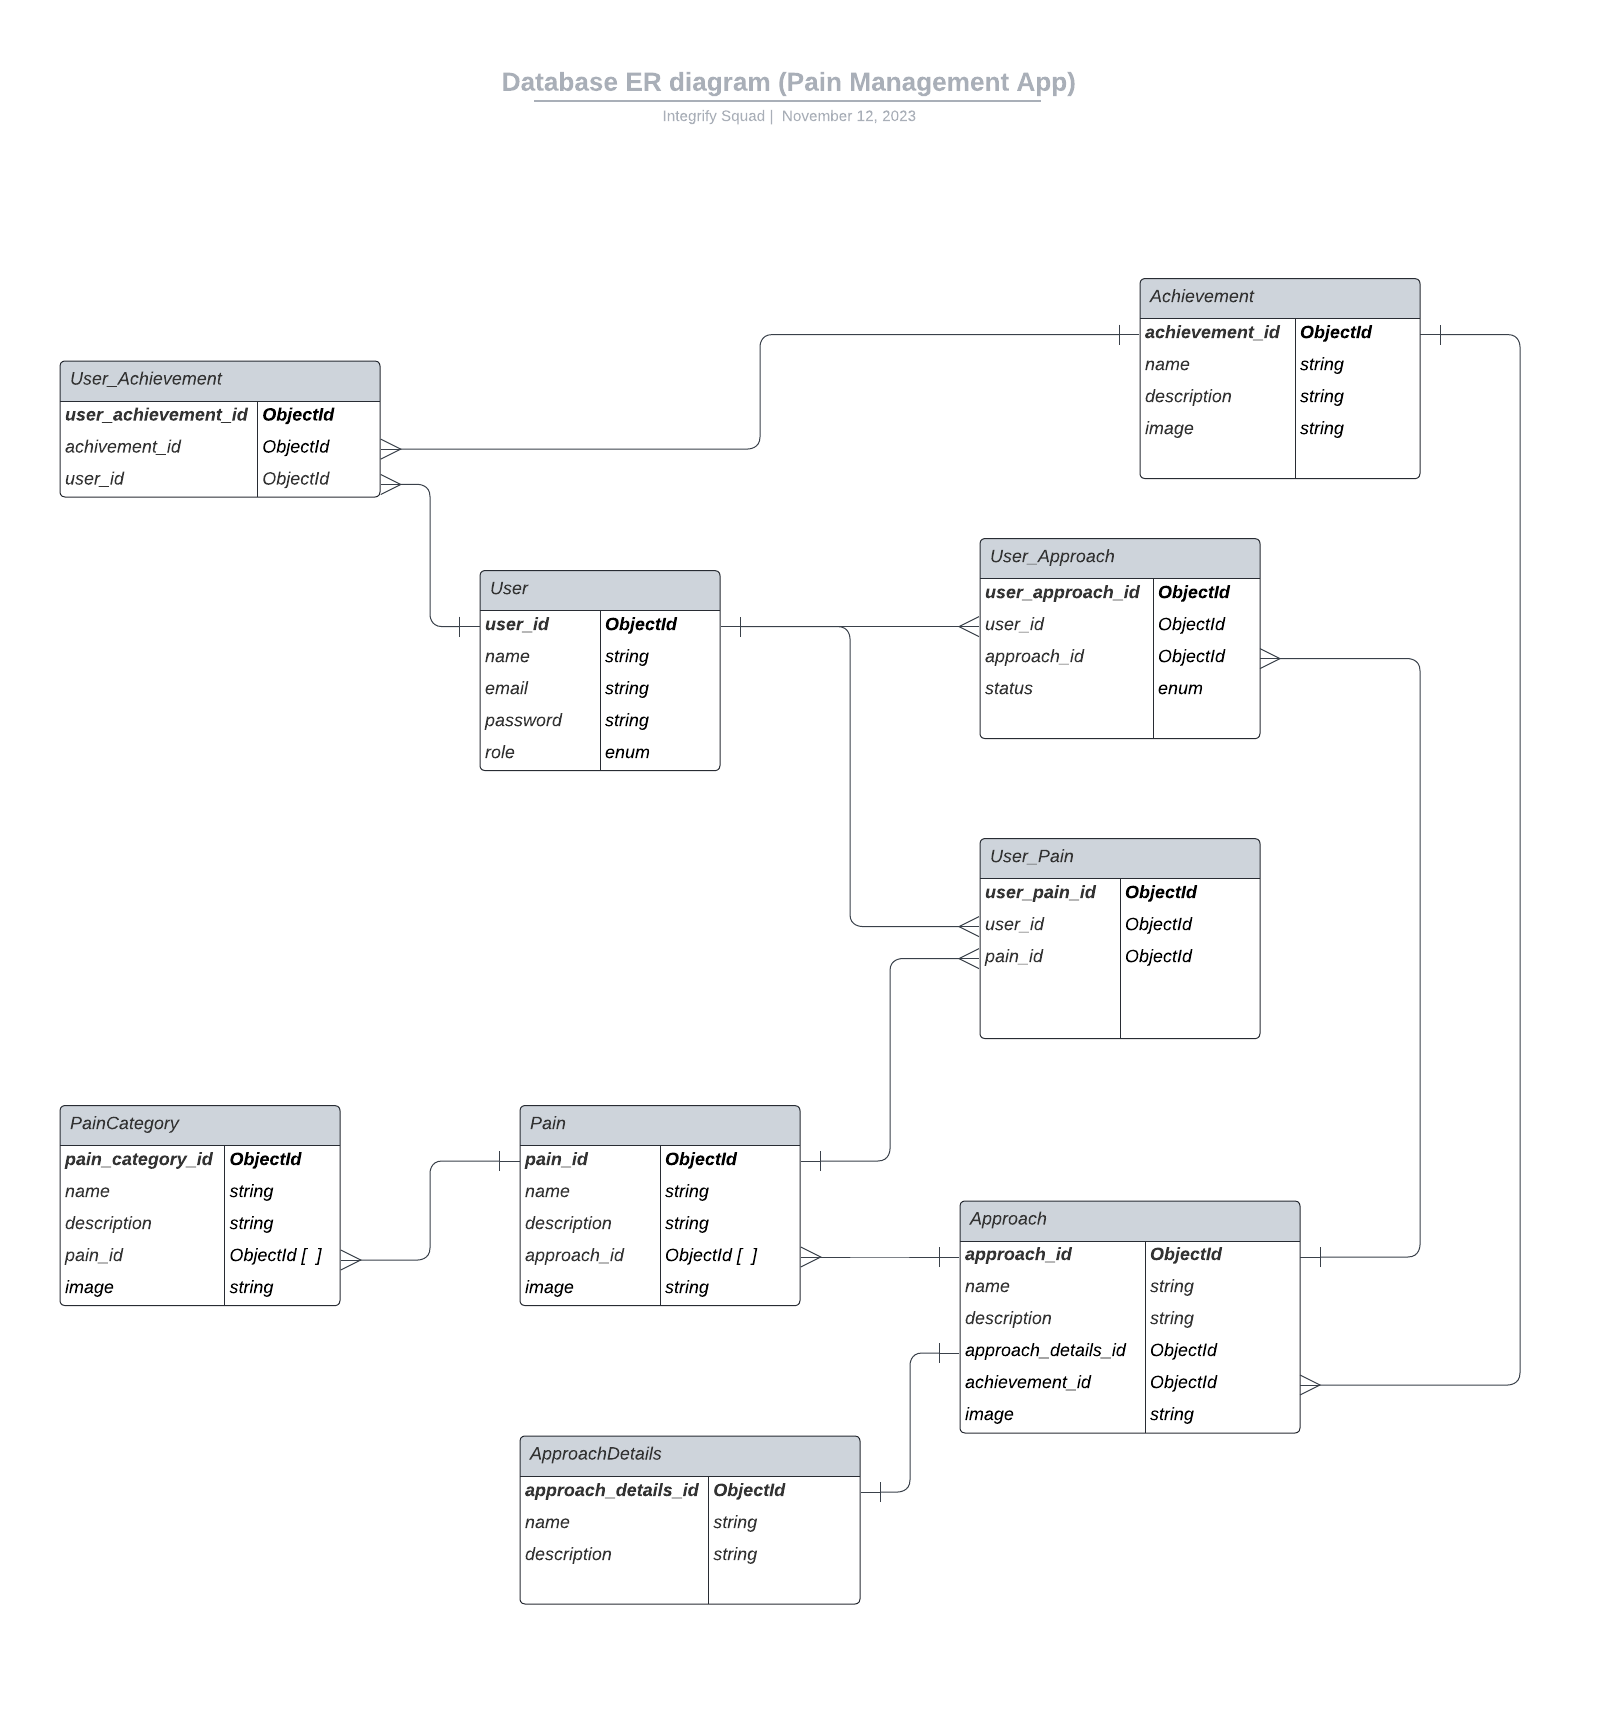 Database ER diagram (Pain Management App)
Integrify Squad | November 12, 2023
Achievement
achievement_id ObjectId
name string
description string
image string
User_Achievement
user_achievement_id ObjectId
achivement_id ObjectId
user_id ObjectId
User
user_id ObjectId
name string
email string
password string
role enum
User_Approach
user_approach_id ObjectId
user_id ObjectId
approach_id ObjectId
status enum
User_Pain
user_pain_id ObjectId
user_id ObjectId
pain_id ObjectId
PainCategory
pain_category_id ObjectId
name string
description string
pain_id ObjectId [ ]
image string
Pain
pain_id ObjectId
name string
description string
approach_id ObjectId [ ]
image string
Approach
approach_id ObjectId
name string
description string
approach_details_id ObjectId
achievement_id ObjectId
image string
ApproachDetails
approach_details_id ObjectId
name string
description string